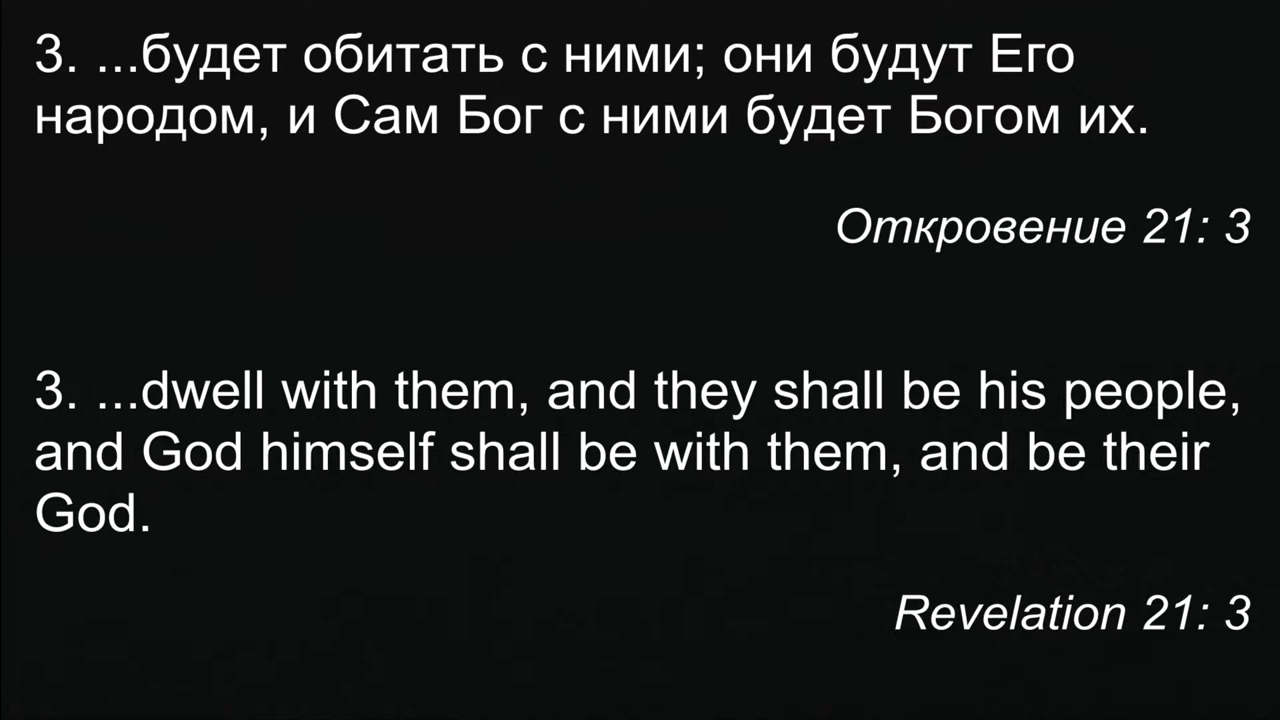 3. ...будет обитать с ними; они будут Его
народом, и Сам Бог с ними будет Богом их.
Откровение 21: 3
3. ...dwell with them, and they shall be his people,
and God himself shall be with them, and be their
God.
Revelation 21: 3